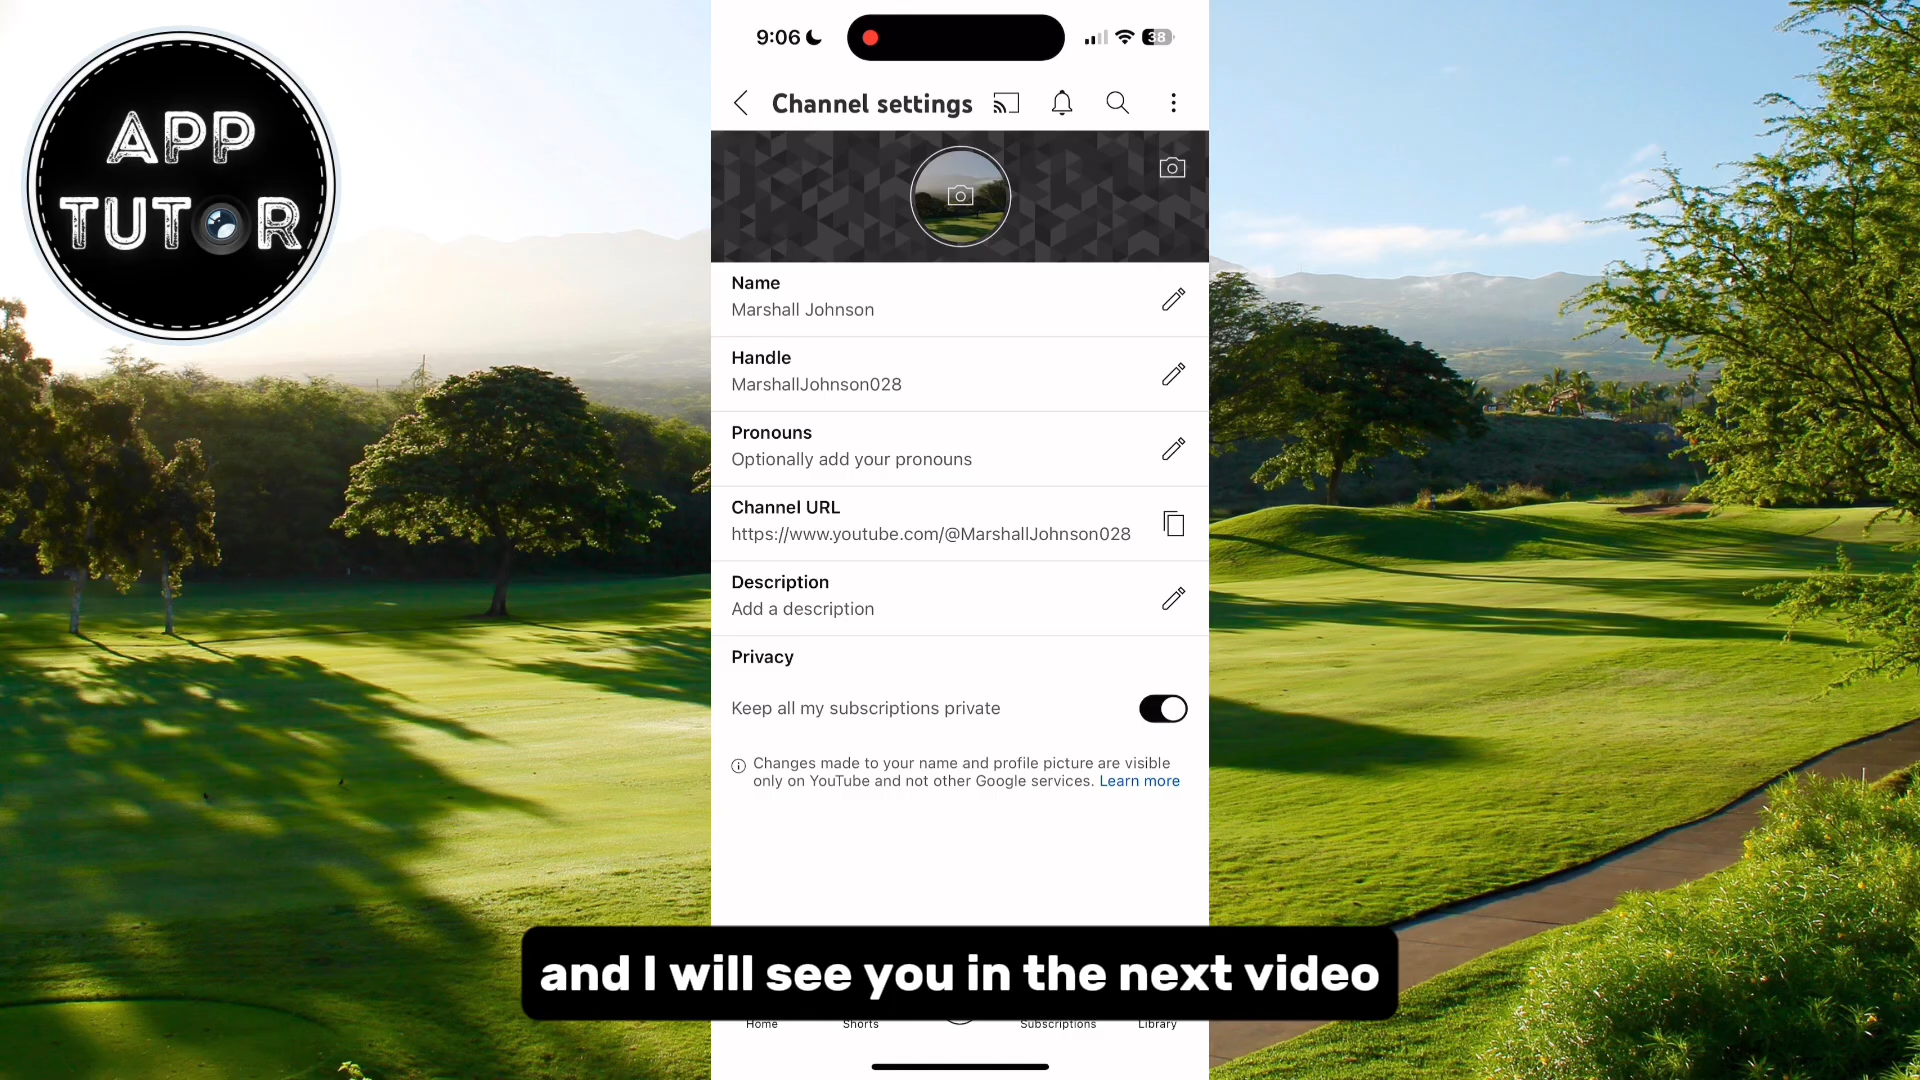 APP
TUTOR
9:06
38
Channel settings
Name
Marshall Johnson
Handle
MarshallJohnson028
Pronouns
Optionally add your pronouns
Channel URL
https://www.youtube.com/@MarshallJohnson028
Description
Add a description
Privacy
Keep all my subscriptions private
Changes made to your name and profile picture are visible
only on YouTube and not other Google services. Learn more
and I will see you in the next video
Home Shorts Subscriptions Library